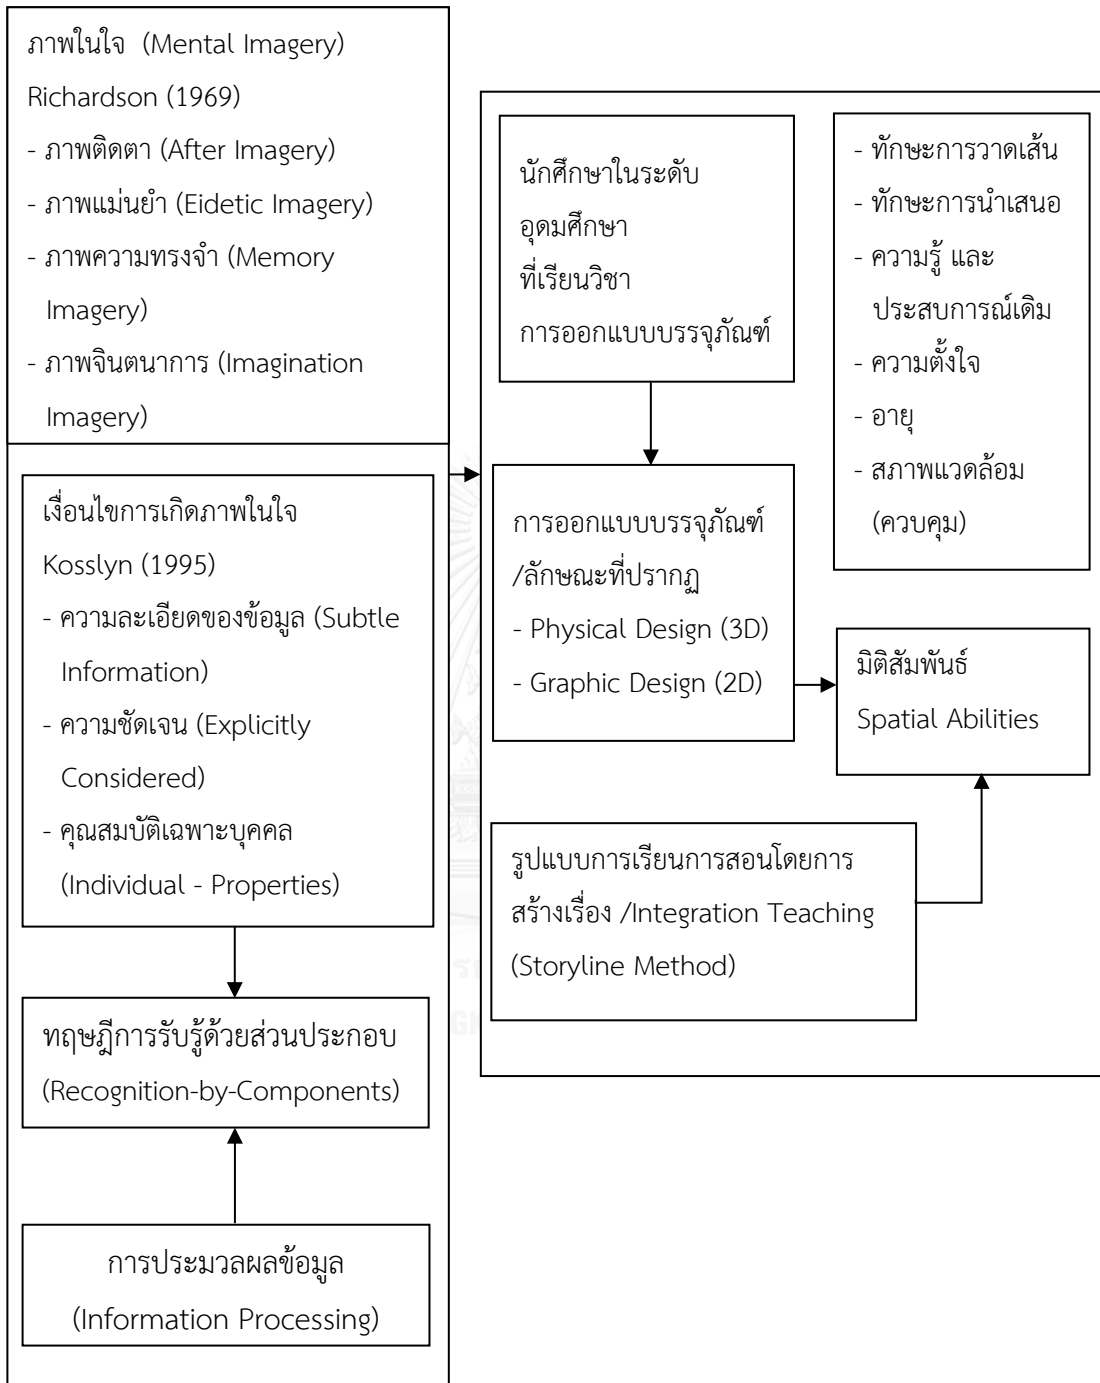 ภาพในใจ (Mental Imagery)
Richardson (1969)
- ภาพติดตา (After Imagery)
- ภาพแม่นยำ (Eidetic Imagery)
- ภาพความทรงจำ (Memory
Imagery)
- ภาพจินตนาการ (Imagination
Imagery)
เงื่อนไขการเกิดภาพในใจ
Kosslyn (1995)
- ความละเอียดของข้อมูล (Subtle
Information)
- ความชัดเจน (Explicitly
Considered)
- คุณสมบัติเฉพาะบุคคล
(Individual - Properties)
ทฤษฎีการรับรู้ด้วยส่วนประกอบ
(Recognition-by-Components)
การประมวลผลข้อมูล
(Information Processing)
นักศึกษาในระดับ
อุดมศึกษา
ที่เรียนวิชา
การออกแบบบรรจุภัณฑ์
การออกแบบบรรจุภัณฑ์
/ลักษณะที่ปรากฏ
- Physical Design (3D)
- Graphic Design (2D)
รูปแบบการเรียนการสอนโดยการ
สร้างเรื่อง /Integration Teaching
(Storyline Method)
- ทักษะการวาดเส้น
- ทักษะการนำเสนอ
- ความรู้ และ
ประสบการณ์เดิม
- ความตั้งใจ
- อายุ
- สภาพแวดล้อม
(ควบคุม)
มิติสัมพันธ์
Spatial Abilities